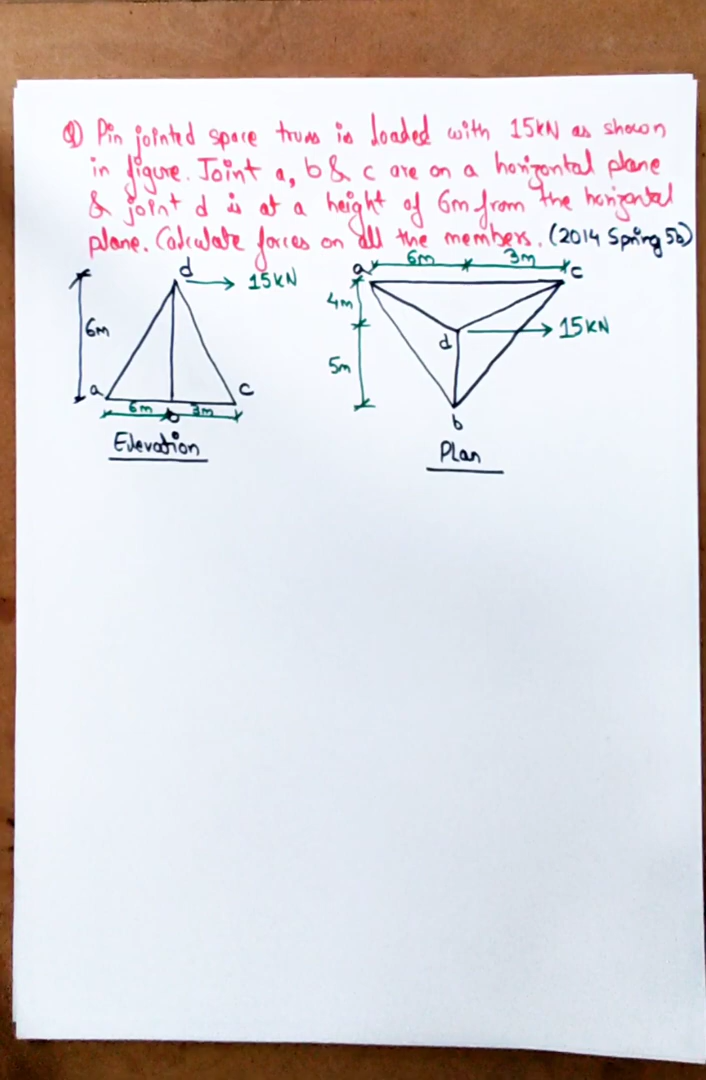 Q) Pin jointed space truss is loaded with 15kN as shown
in figure. Joint a, b & c are on a horizontal plane
& joint d is at a height of 6m from the horizontal
plane. Calculate forces on all the members. (2014 Spring 5b)
d 15kN
6m
a c
6m b 3m
Elevation
a 6m 3m c
4m
d 15kN
5m
b
Plan